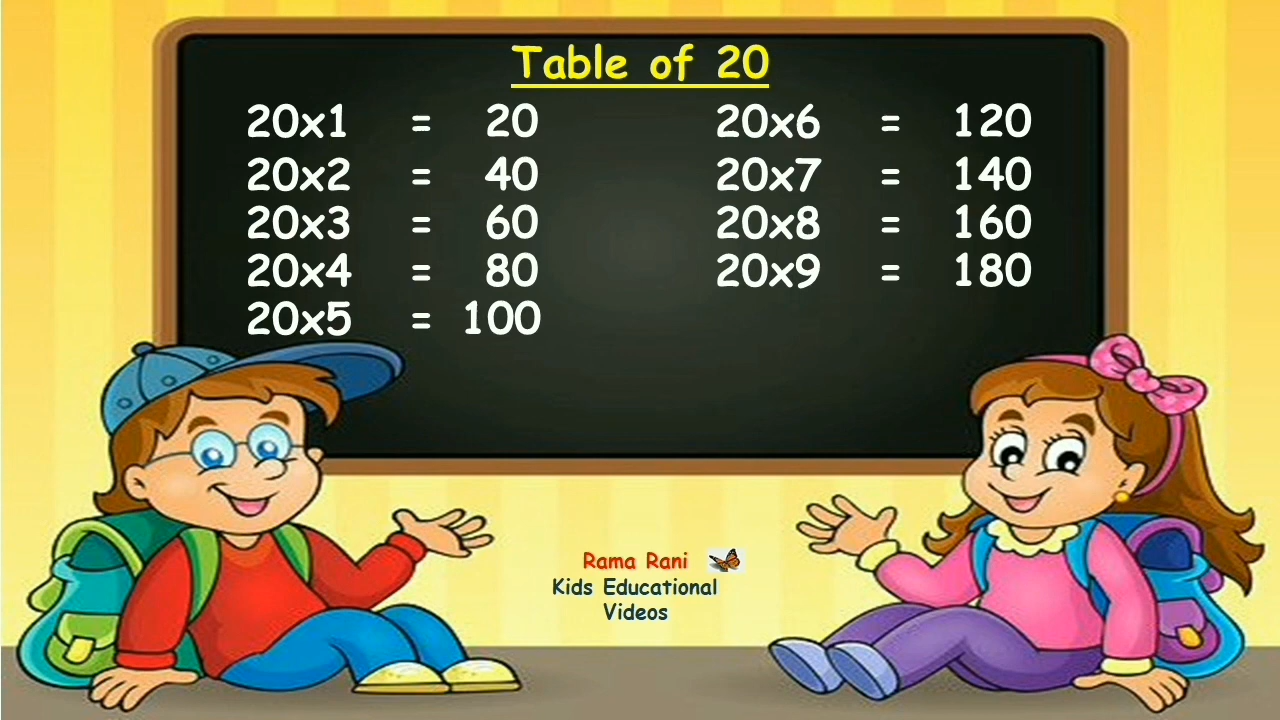 Table of 20
20x1 = 20
20x2 = 40
20x3 = 60
20x4 = 80
20x5 = 100
20x6 = 120
20x7 = 140
20x8 = 160
20x9 = 180
Rama Rani
Kids Educational
Videos